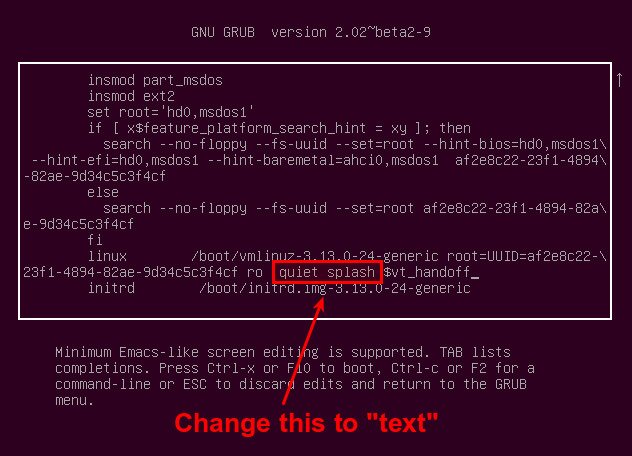 GNU GRUB  version 2.02~beta2-9
insmod part_msdos
insmod ext2
set root='hd0,msdos1'
if [ x$feature_platform_search_hint = xy ]; then
search --no-floppy --fs-uuid --set=root --hint-bios=hd0,msdos1\
--hint-efi=hd0,msdos1 --hint-baremetal=ahci0,msdos1  af2e8c22-23f1-4894\
-82ae-9d34c5c3f4cf
else
search --no-floppy --fs-uuid --set=root af2e8c22-23f1-4894-82a\
e-9d34c5c3f4cf
fi
linux        /boot/vmlinuz-3.13.0-24-generic root=UUID=af2e8c22-\
23f1-4894-82ae-9d34c5c3f4cf ro  quiet splash $vt_handoff_
initrd        /boot/initrd.img-3.13.0-24-generic
Minimum Emacs-like screen editing is supported. TAB lists
completions. Press Ctrl-x or F10 to boot, Ctrl-c or F2 for a
command-line or ESC to discard edits and return to the GRUB
menu.
Change this to "text"